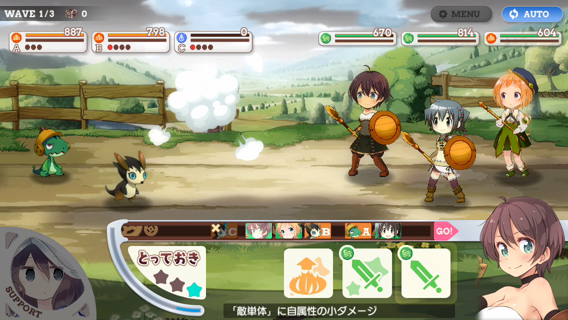 WAVE 1/3 0 MENU AUTO
887 798 0 670 814 604
A B C
C B A GO!
とっておき
SUPPORT
「敵単体」に自属性の小ダメージ